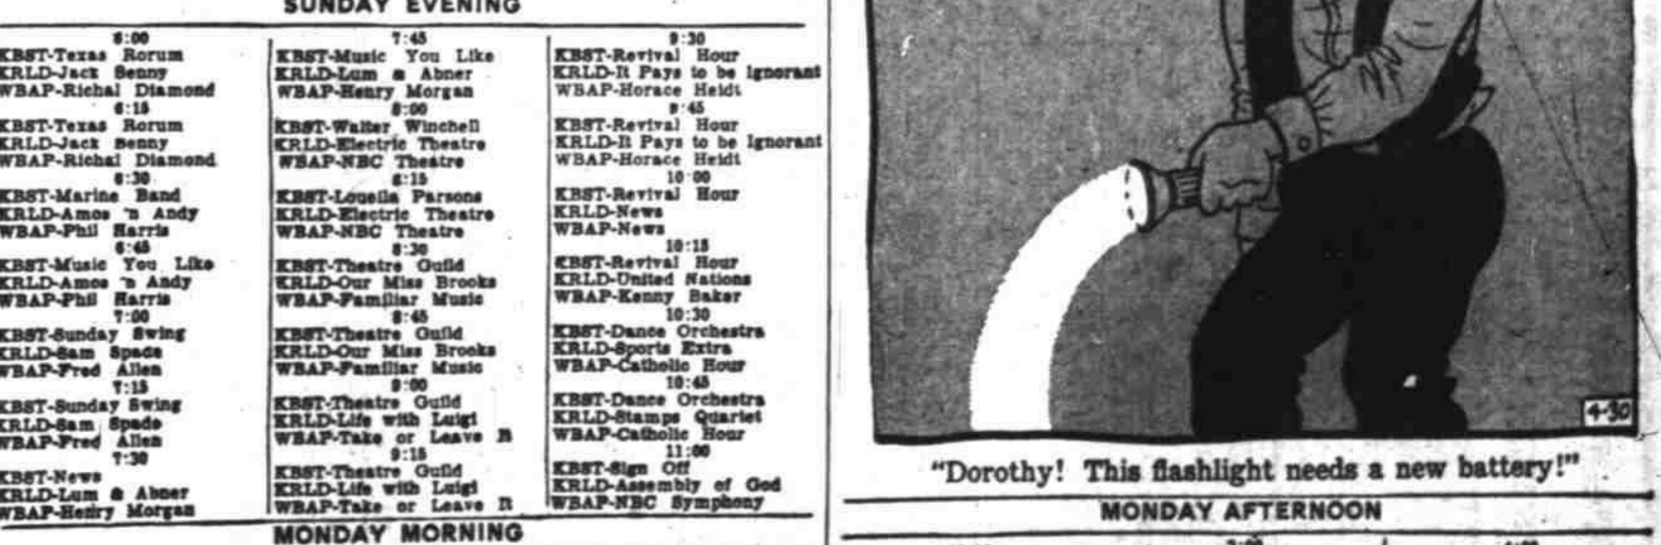 SUNDAY EVENING
6:00
KBST-Texas Rorum
KRLD-Jack Benny
WBAP-Richal Diamond
6:15
KBST-Texas Rorum
KRLD-Jack Benny
WBAP-Richal Diamond
6:30
KBST-Marine Band
KRLD-Amos 'n Andy
WBAP-Phil Harris
6:45
KBST-Music You Like
KRLD-Amos 'n Andy
WBAP-Phil Harris
7:00
KBST-Sunday Swing
KRLD-Sam Spade
WBAP-Fred Allen
7:15
KBST-Sunday Swing
KRLD-Sam Spade
WBAP-Fred Allen
7:30
KBST-News
KRLD-Lum & Abner
WBAP-Henry Morgan
7:45
KBST-Music You Like
KRLD-Lum & Abner
WBAP-Henry Morgan
8:00
KBST-Walter Winchell
KRLD-Electric Theatre
WBAP-NBC Theatre
8:15
KBST-Louella Parsons
KRLD-Electric Theatre
WBAP-NBC Theatre
8:30
KBST-Theatre Guild
KRLD-Our Miss Brooks
WBAP-Familiar Music
8:45
KBST-Theatre Guild
KRLD-Our Miss Brooks
WBAP-Familiar Music
9:00
KBST-Theatre Guild
KRLD-Life with Luigi
WBAP-Take or Leave It
9:15
KBST-Theatre Guild
KRLD-Life with Luigi
WBAP-Take or Leave It
9:30
KBST-Revival Hour
KRLD-It Pays to be Ignorant
WBAP-Horace Heidt
9:45
KBST-Revival Hour
KRLD-It Pays to be Ignorant
WBAP-Horace Heidt
10:00
KBST-Revival Hour
KRLD-News
WBAP-News
10:15
KBST-Revival Hour
KRLD-United Nations
WBAP-Kenny Baker
10:30
KBST-Dance Orchestra
KRLD-Sports Extra
WBAP-Catholic Hour
10:45
KBST-Dance Orchestra
KRLD-Stamps Quartet
WBAP-Catholic Hour
11:00
KBST-Sign Off
KRLD-Assembly of God
WBAP-NBC Symphony
MONDAY MORNING
4-30
"Dorothy! This flashlight needs a new battery!"
MONDAY AFTERNOON